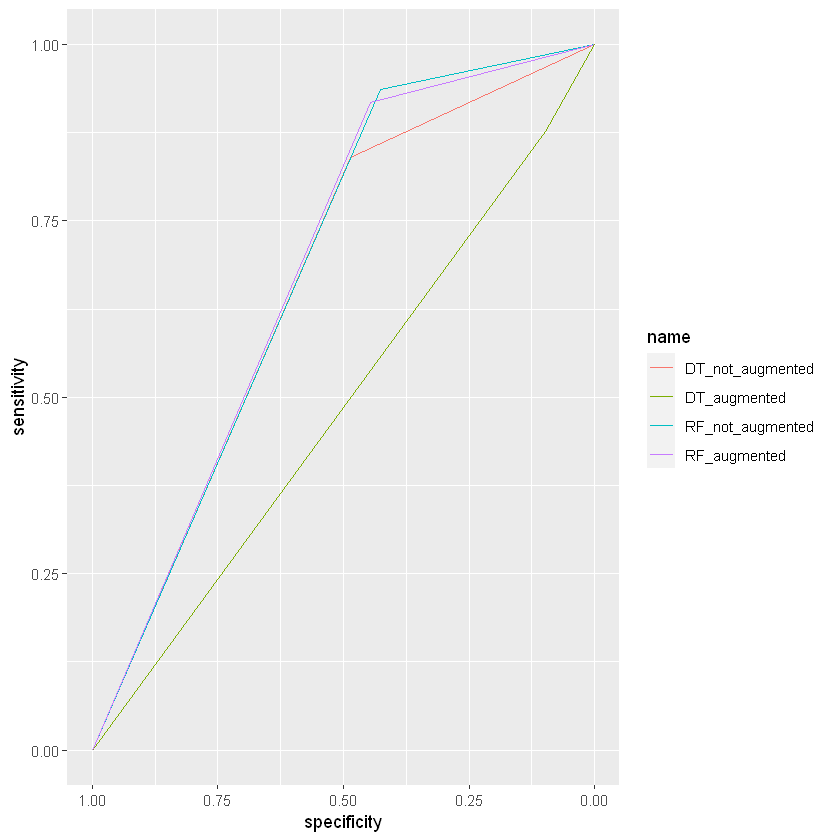 1.00
0.75
0.50
0.25
0.00
sensitivity
1.00 0.75 0.50 0.25 0.00
specificity
name
DT_not_augmented
DT_augmented
RF_not_augmented
RF_augmented